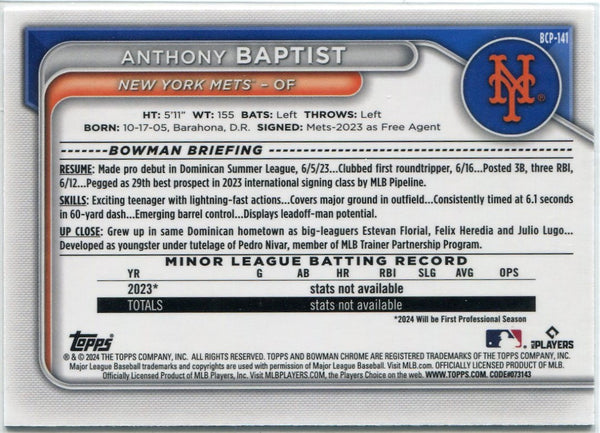 BCP-141
ANTHONY BAPTIST
NEW YORK METS™ – OF
NY ®
HT: 5'11" WT: 155 BATS: Left THROWS: Left
BORN: 10-17-05, Barahona, D.R. SIGNED: Mets-2023 as Free Agent
BOWMAN BRIEFING
RESUME: Made pro debut in Dominican Summer League, 6/5/23...Clubbed first roundtripper, 6/16...Posted 3B, three RBI,
6/12...Pegged as 29th best prospect in 2023 international signing class by MLB Pipeline.
SKILLS: Exciting teenager with lightning-fast actions...Covers major ground in outfield...Consistently timed at 6.1 seconds
in 60-yard dash...Emerging barrel control...Displays leadoff-man potential.
UP CLOSE: Grew up in same Dominican hometown as big-leaguers Estevan Florial, Felix Heredia and Julio Lugo...
Developed as youngster under tutelage of Pedro Nivar, member of MLB Trainer Partnership Program.
MINOR LEAGUE BATTING RECORD
YR G AB HR RBI SLG AVG OPS
2023* stats not available
TOTALS stats not available
*2024 Will be First Professional Season
Topps
MLB PLAYERS
® & © 2024 THE TOPPS COMPANY, INC. ALL RIGHTS RESERVED. TOPPS AND BOWMAN CHROME ARE REGISTERED TRADEMARKS OF THE TOPPS COMPANY, INC.
Major League Baseball trademarks and copyrights are used with permission of Major League Baseball. Visit MLB.com. OFFICIALLY LICENSED PRODUCT OF MLB.
Officially Licensed Product of MLB Players, Inc. Visit MLBPLAYERS.com, the Players Choice on the web. WWW.TOPPS.COM. CODE#073143